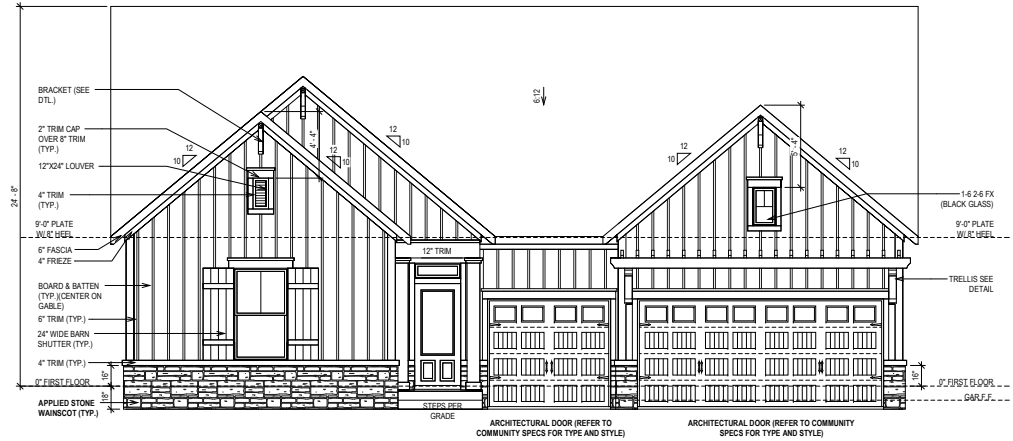 24' - 8"
BRACKET (SEE
DTL.)
2" TRIM CAP
OVER 8" TRIM
(TYP.)
12"X24" LOUVER
4" TRIM
(TYP.)
9'-0" PLATE
W/ 8" HEEL
6" FASCIA
4" FRIEZE
BOARD & BATTEN
(TYP.)(CENTER ON
GABLE)
6" TRIM (TYP.)
24" WIDE BARN
SHUTTER (TYP.)
4" TRIM (TYP.)
0" FIRST FLOOR
APPLIED STONE
WAINSCOT (TYP.)
16"
18"
12
10
4' - 4"
12
10
12
10
6:12
12" TRIM
STEPS PER
GRADE
12
10
5' - 4"
12
10
1-6 2-6 FX
(BLACK GLASS)
9'-0" PLATE
W/ 8" HEEL
TRELLIS SEE
DETAIL
16"
0" FIRST FLOOR
GAR F.F.
ARCHITECTURAL DOOR (REFER TO
COMMUNITY SPECS FOR TYPE AND STYLE)
ARCHITECTURAL DOOR (REFER TO COMMUNITY
SPECS FOR TYPE AND STYLE)